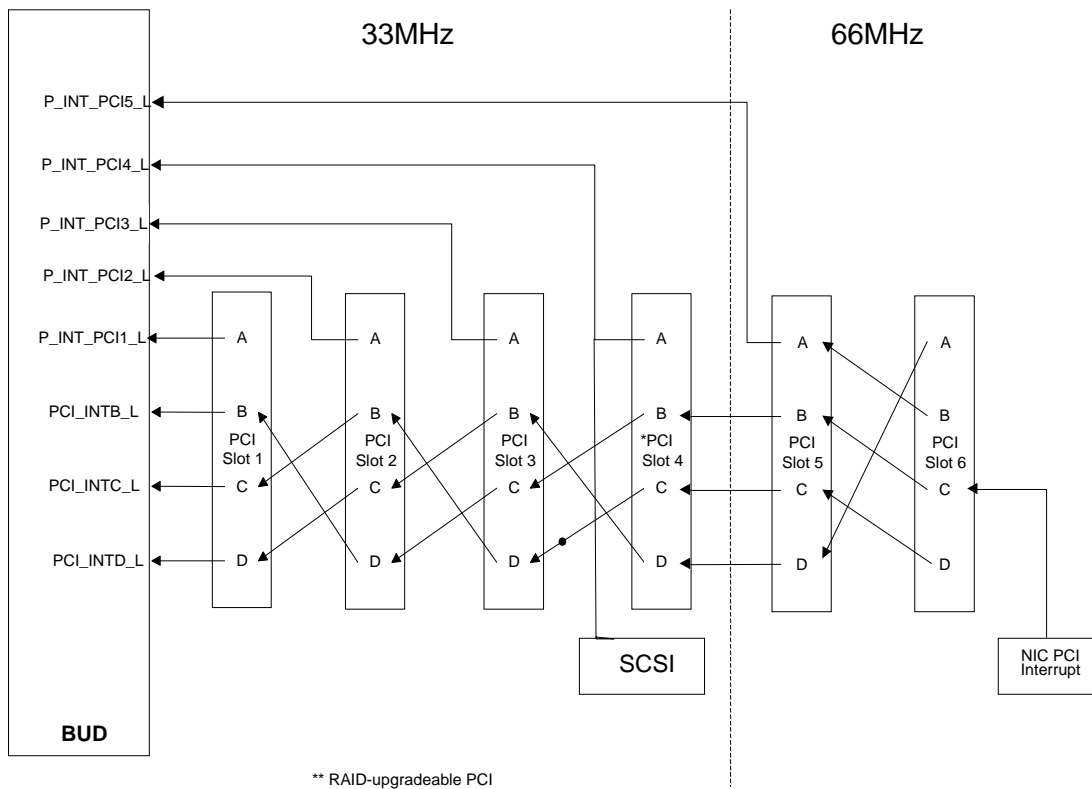 33MHz
66MHz
P_INT_PCI5_L
P_INT_PCI4_L
P_INT_PCI3_L
P_INT_PCI2_L
P_INT_PCI1_L
PCI_INTB_L
PCI_INTC_L
PCI_INTD_L
BUD
A
B
PCI
Slot 1
C
D
A
B
PCI
Slot 2
C
D
A
B
PCI
Slot 3
C
D
A
B
*PCI
Slot 4
C
D
A
B
PCI
Slot 5
C
D
A
B
PCI
Slot 6
C
D
SCSI
NIC PCI
Interrupt
** RAID-upgradeable PCI